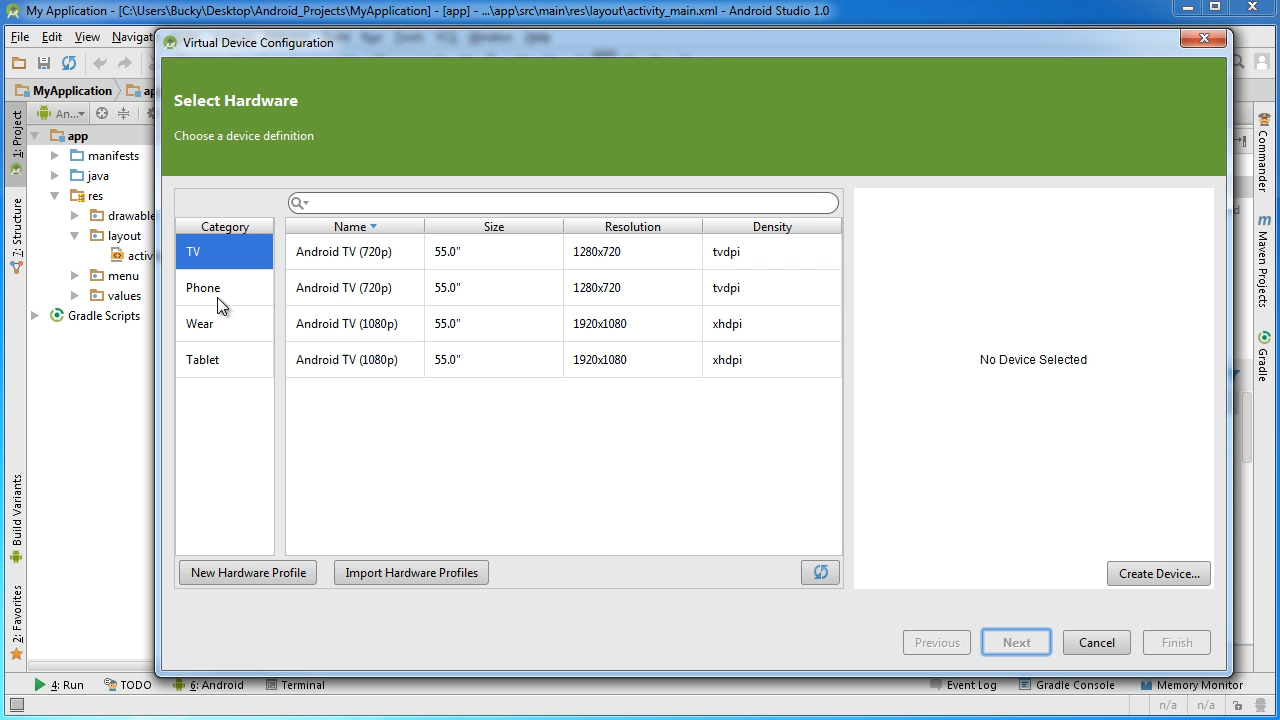 My Application - [C:\Users\Bucky\Desktop\Android_Projects\MyApplication] - [app] - ...\app\src\main\res\layout\activity_main.xml - Android Studio 1.0
File Edit View Navigat
Virtual Device Configuration
MyApplication
An...
Select Hardware
Choose a device definition
1: Project
7: Structure
Build Variants
2: Favorites
app
manifests
java
res
drawable
layout
activi
menu
values
Gradle Scripts
Category Name Size Resolution Density
TV Android TV (720p) 55.0" 1280x720 tvdpi
Phone Android TV (720p) 55.0" 1280x720 tvdpi
Wear Android TV (1080p) 55.0" 1920x1080 xhdpi
Tablet Android TV (1080p) 55.0" 1920x1080 xhdpi
No Device Selected
New Hardware Profile Import Hardware Profiles Create Device...
Previous Next Cancel Finish
Commander
m Maven Projects
Gradle
4: Run TODO 6: Android Terminal Event Log Gradle Console Memory Monitor
n/a n/a